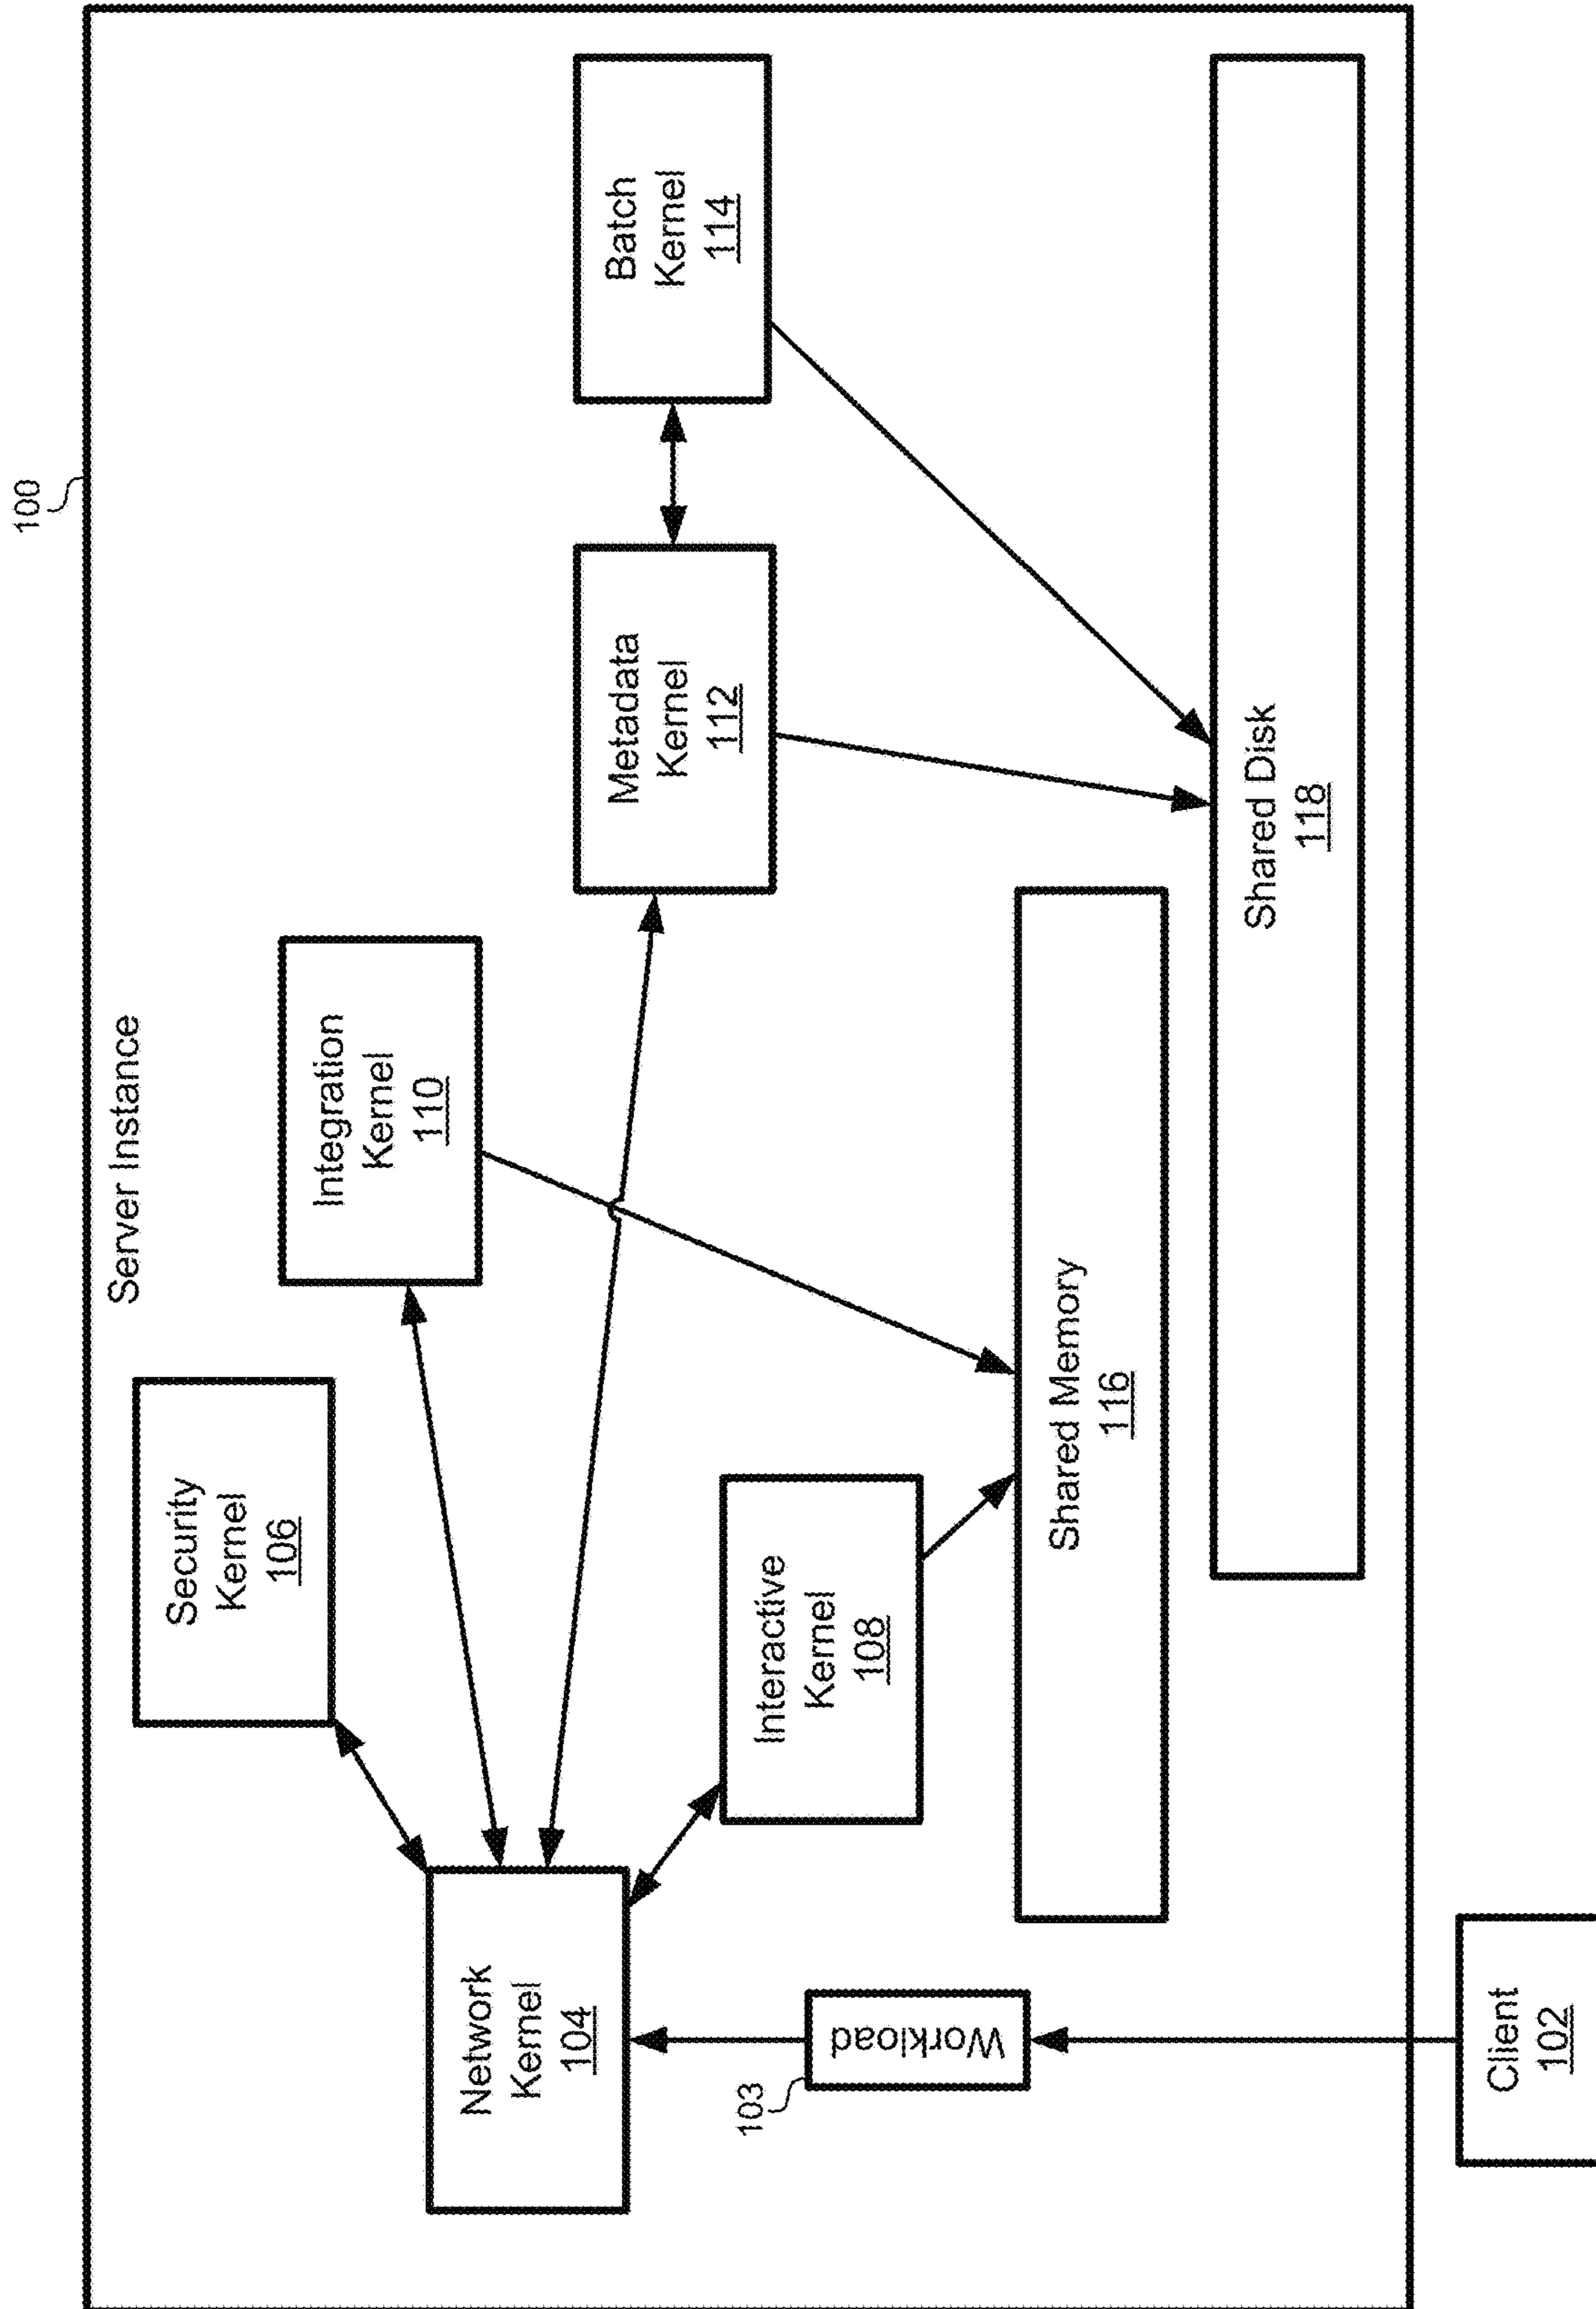 100
Server Instance
Security
Kernel
106
Integration
Kernel
110
Network
Kernel
104
Metadata
Kernel
112
Batch
Kernel
114
Interactive
Kernel
108
103
Workload
Shared Memory
116
Shared Disk
118
Client
102